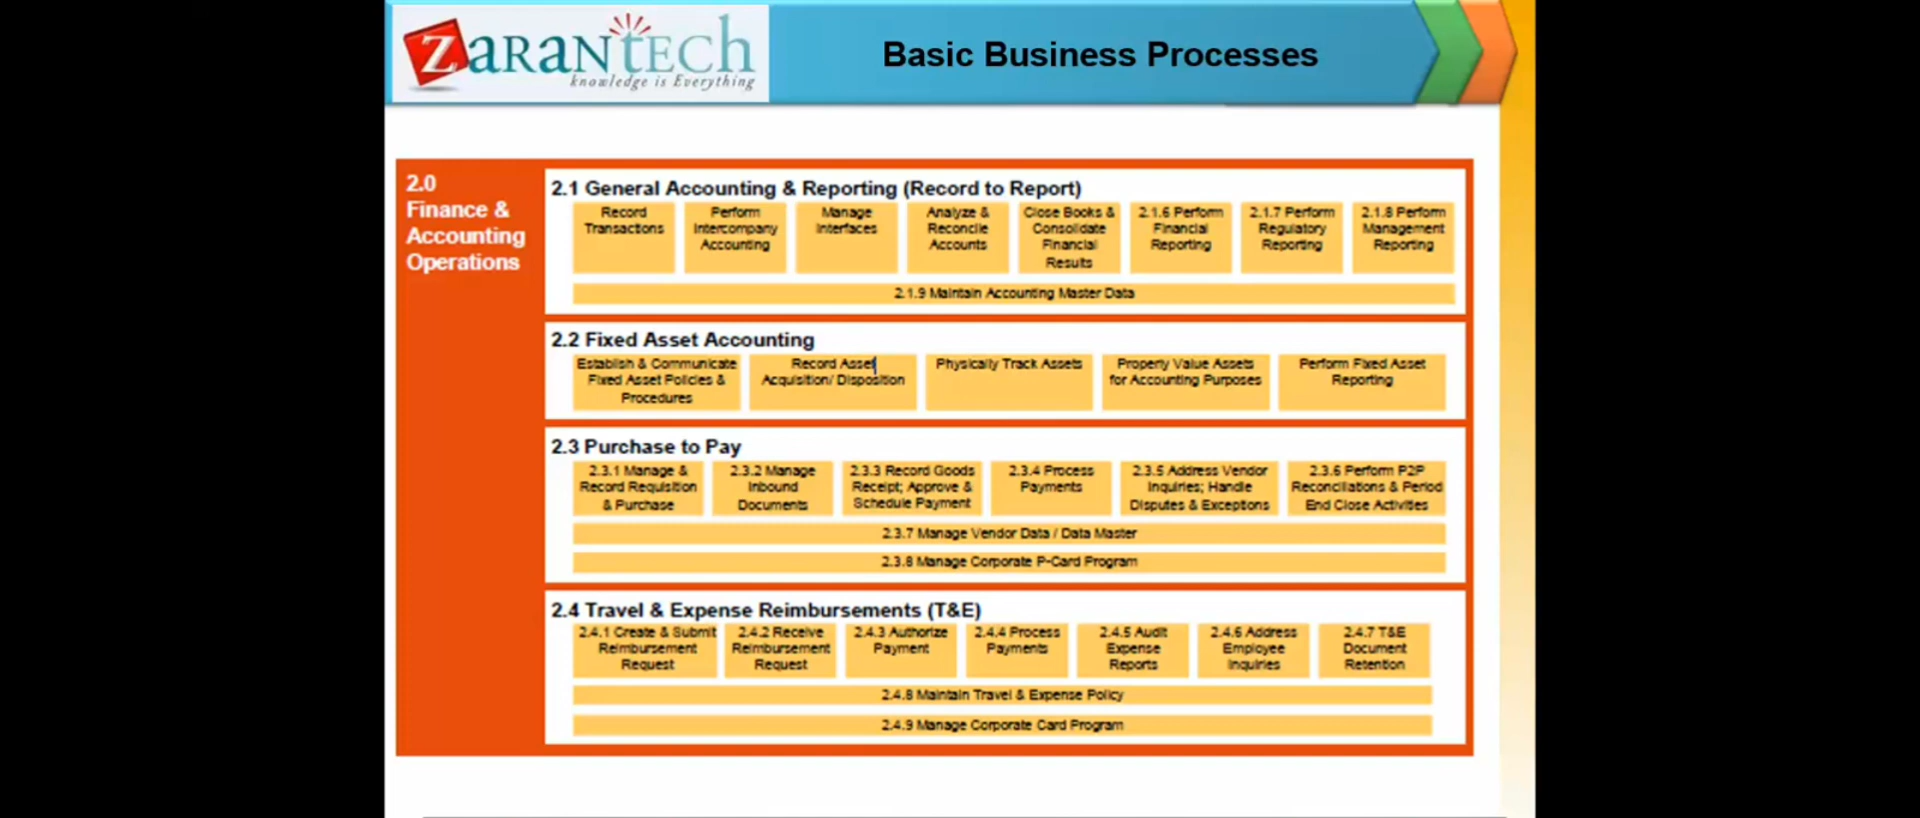 ZARANTECH
knowledge is Everything
Basic Business Processes
2.0
Finance &
Accounting
Operations
2.1 General Accounting & Reporting (Record to Report)
Record
Transactions
Perform
Intercompany
Accounting
Manage
Interfaces
Analyze &
Reconcile
Accounts
Close Books &
Consolidate
Financial
Results
2.1.6 Perform
Financial
Reporting
2.1.7 Perform
Regulatory
Reporting
2.1.8 Perform
Management
Reporting
2.1.9 Maintain Accounting Master Data
2.2 Fixed Asset Accounting
Establish & Communicate
Fixed Asset Policies &
Procedures
Record Asset
Acquisition/ Disposition
Physically Track Assets
Property Value Assets
for Accounting Purposes
Perform Fixed Asset
Reporting
2.3 Purchase to Pay
2.3.1 Manage &
Record Requisition
& Purchase
2.3.2 Manage
Inbound
Documents
2.3.3 Record Goods
Receipt; Approve &
Schedule Payment
2.3.4 Process
Payments
2.3.5 Address Vendor
Inquiries; Handle
Disputes & Exceptions
2.3.6 Perform P2P
Reconciliations & Period
End Close Activities
2.3.7 Manage Vendor Data / Data Master
2.3.8 Manage Corporate P-Card Program
2.4 Travel & Expense Reimbursements (T&E)
2.4.1 Create & Submit
Reimbursement
Request
2.4.2 Receive
Reimbursement
Request
2.4.3 Authorize
Payment
2.4.4 Process
Payments
2.4.5 Audit
Expense
Reports
2.4.6 Address
Employee
Inquiries
2.4.7 T&E
Document
Retention
2.4.8 Maintain Travel & Expense Policy
2.4.9 Manage Corporate Card Program